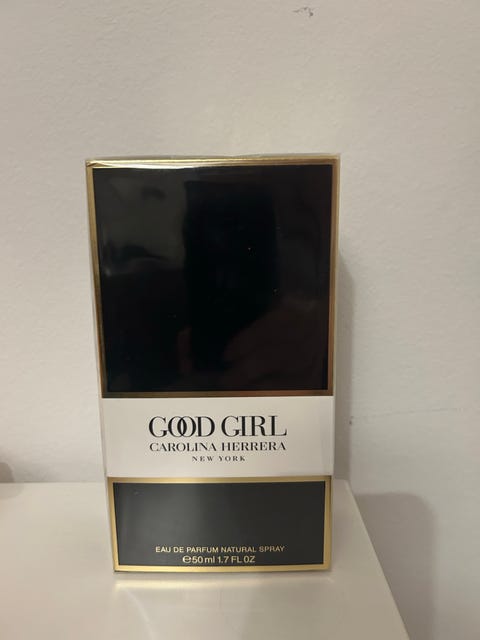 GOOD GIRL
CAROLINA HERRERA
NEW YORK
EAU DE PARFUM NATURAL SPRAY
℮50 ml 1.7 FL OZ